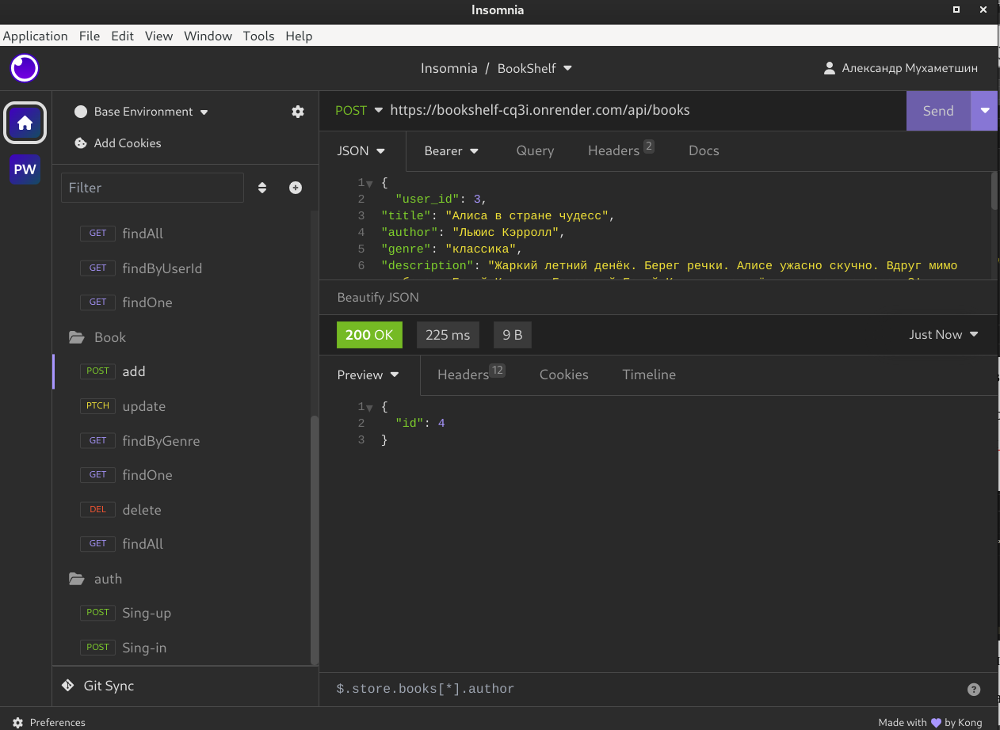 Insomnia
Application File Edit View Window Tools Help
Insomnia / BookShelf
Александр Мухаметшин
PW
Base Environment
Add Cookies
Filter
GET findAll
GET findByUserId
GET findOne
Book
POST add
PTCH update
GET findByGenre
GET findOne
DEL delete
GET findAll
auth
POST Sing-up
POST Sing-in
Git Sync
POST https://bookshelf-cq3i.onrender.com/api/books Send
JSON Bearer Query Headers 2 Docs
1 {
2 "user_id": 3,
3 "title": "Алиса в стране чудесс",
4 "author": "Льюис Кэрролл",
5 "genre": "классика",
6 "description": "Жаркий летний денёк. Берег речки. Алисе ужасно скучно. Вдруг мимо
Beautify JSON
200 OK 225 ms 9 B Just Now
Preview Headers 12 Cookies Timeline
1 {
2 "id": 4
3 }
$.store.books[*].author
Preferences
Made with by Kong